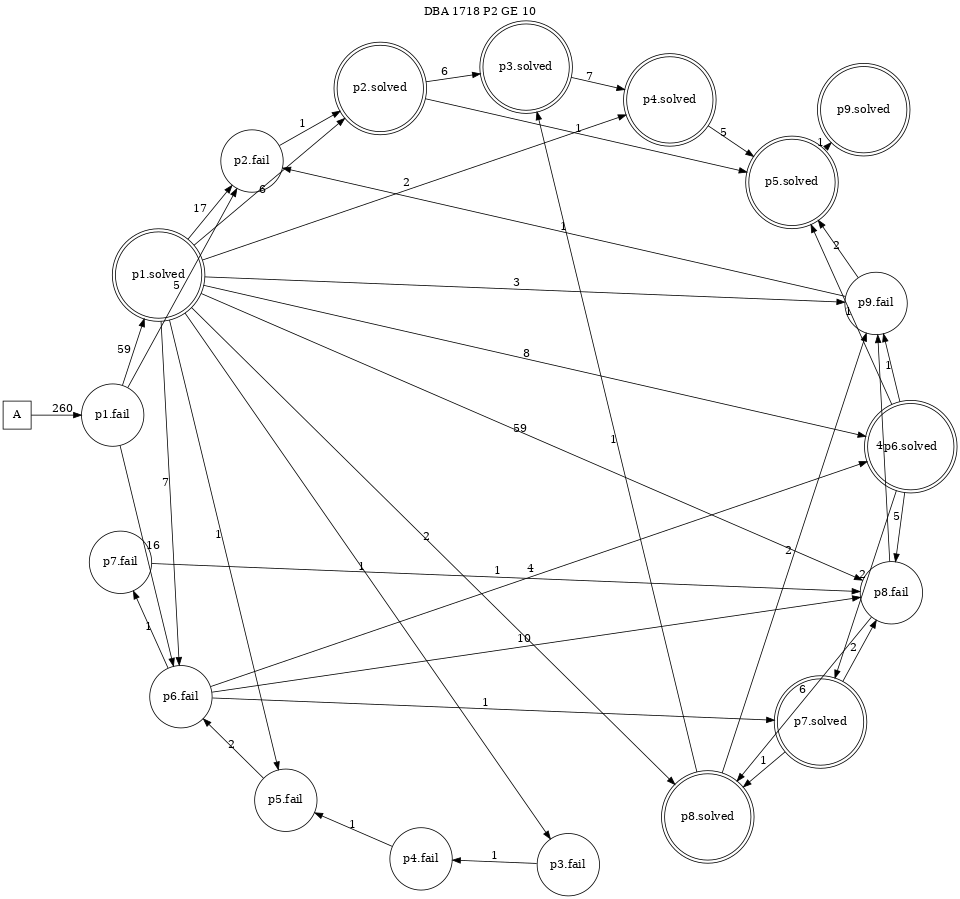 DBA 1718 P2 GE 10
p3.solved
p2.solved
6
7
p4.solved
p9.solved
1
1
5
1
p2.fail
p5.solved
6
2
17
1
2
p1.solved
5
3
p9.fail
1
59
8
1
A
260
p1.fail
59
1
4
p6.solved
7
5
1
2
16
2
p7.fail
1
1
4
2
p8.fail
1
10
2
p6.fail
6
1
p7.solved
2
1
p5.fail
p8.solved
1
1
p4.fail
p3.fail